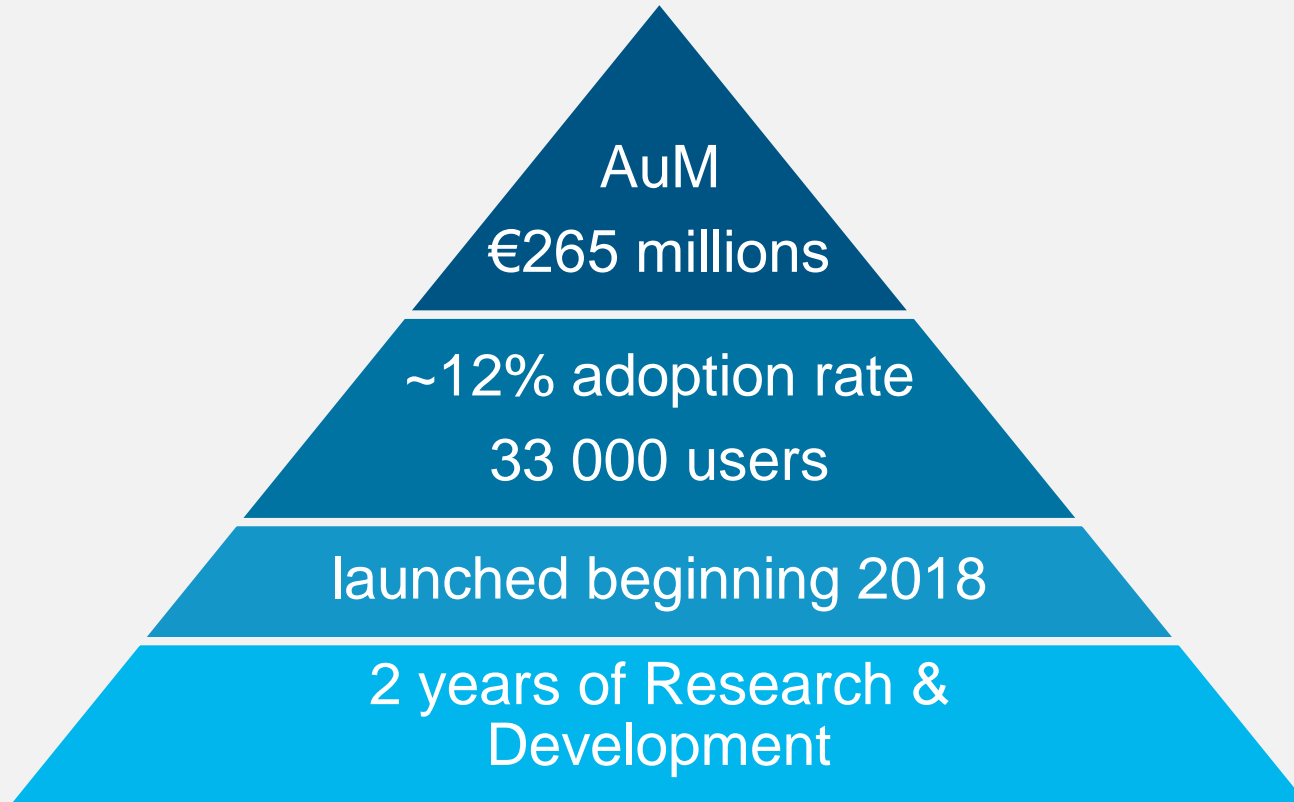 AuM
€265 millions
~12% adoption rate
33 000 users
launched beginning 2018
2 years of Research &
Development